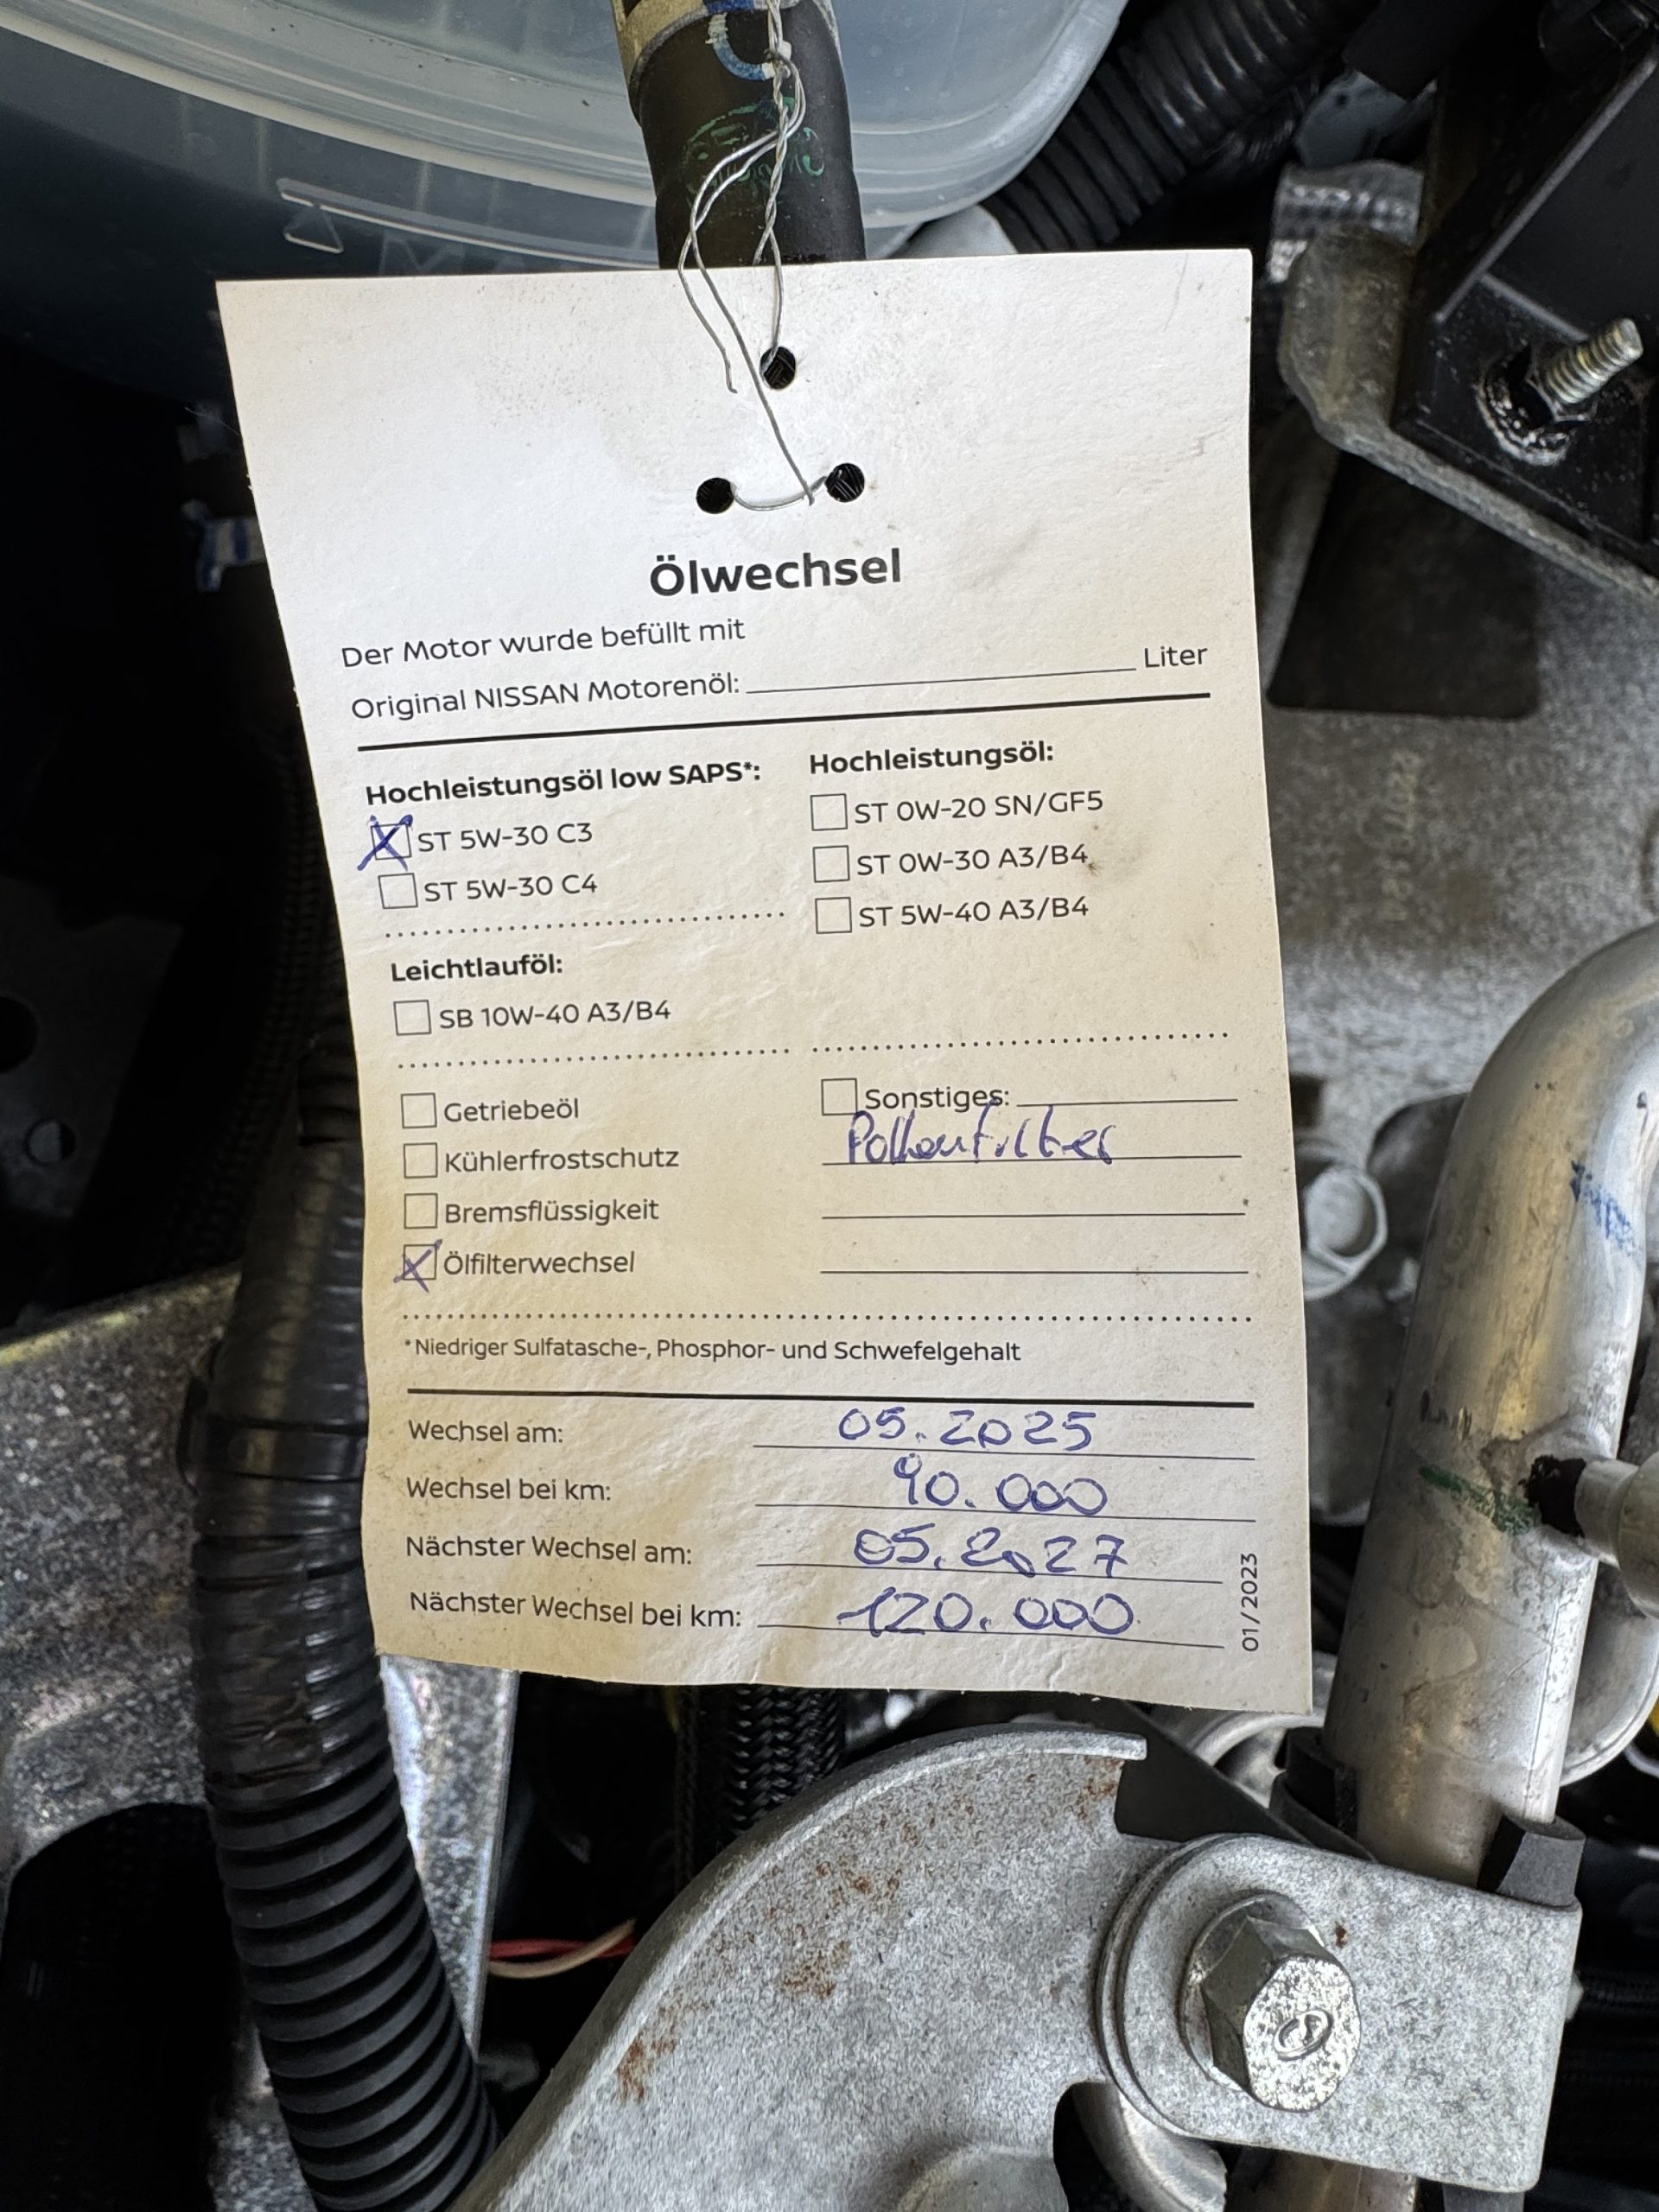 Ölwechsel
Der Motor wurde befüllt mit
Original NISSAN Motorenöl: Liter
Hochleistungsöl low SAPS*:
ST 5W-30 C3
ST 5W-30 C4
Hochleistungsöl:
ST 0W-20 SN/GF5
ST 0W-30 A3/B4
ST 5W-40 A3/B4
Leichtlauföl:
SB 10W-40 A3/B4
Getriebeöl
Kühlerfrostschutz
Bremsflüssigkeit
Ölfilterwechsel
Sonstiges:
Pollenfilter
*Niedriger Sulfatasche-, Phosphor- und Schwefelgehalt
Wechsel am: 05.2025
Wechsel bei km: 90.000
Nächster Wechsel am: 05.2027
Nächster Wechsel bei km: 120.000
01/2023